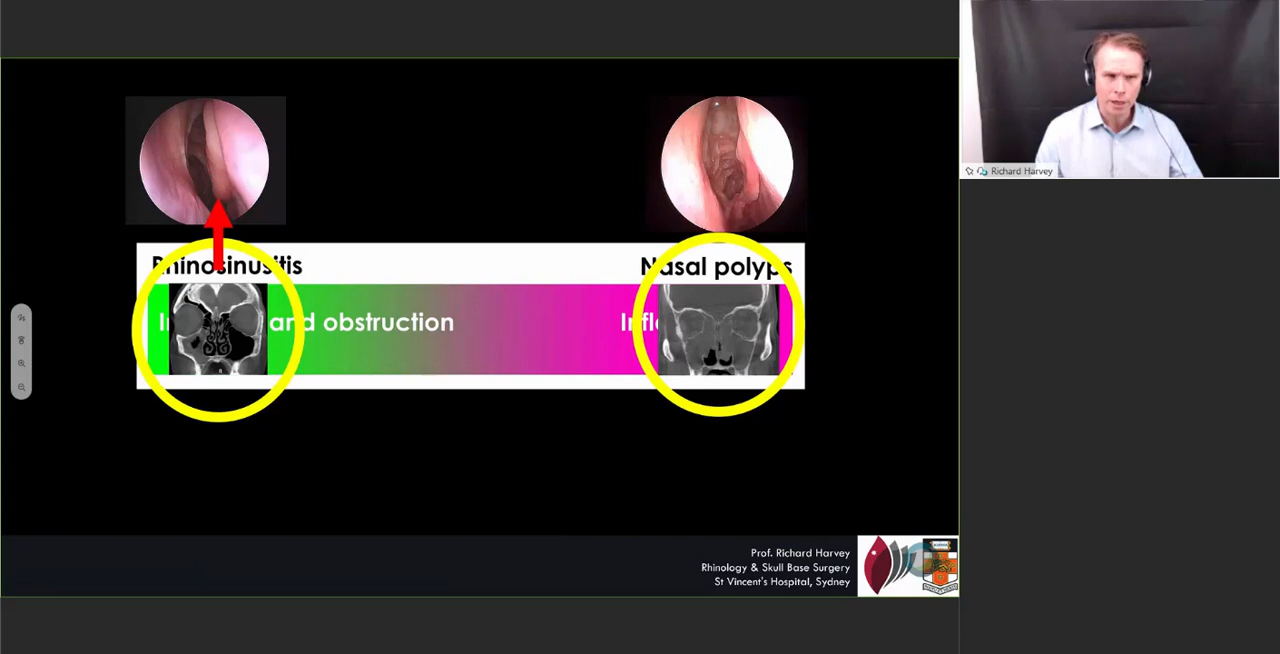 Richard Harvey
Rhinosinusitis
Nasal polyps
and obstruction
Prof. Richard Harvey
Rhinology & Skull Base Surgery
St Vincent's Hospital, Sydney